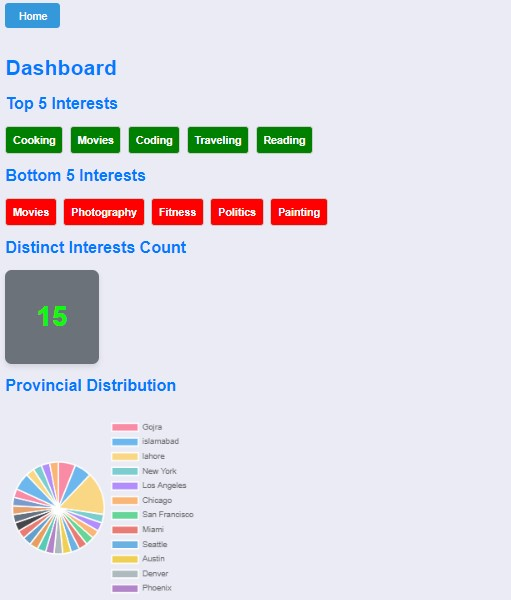 Home
Dashboard
Top 5 Interests
Cooking Movies Coding Traveling Reading
Bottom 5 Interests
Movies Photography Fitness Politics Painting
Distinct Interests Count
15
Provincial Distribution
Gojra
islamabad
lahore
New York
Los Angeles
Chicago
San Francisco
Miami
Seattle
Austin
Denver
Phoenix